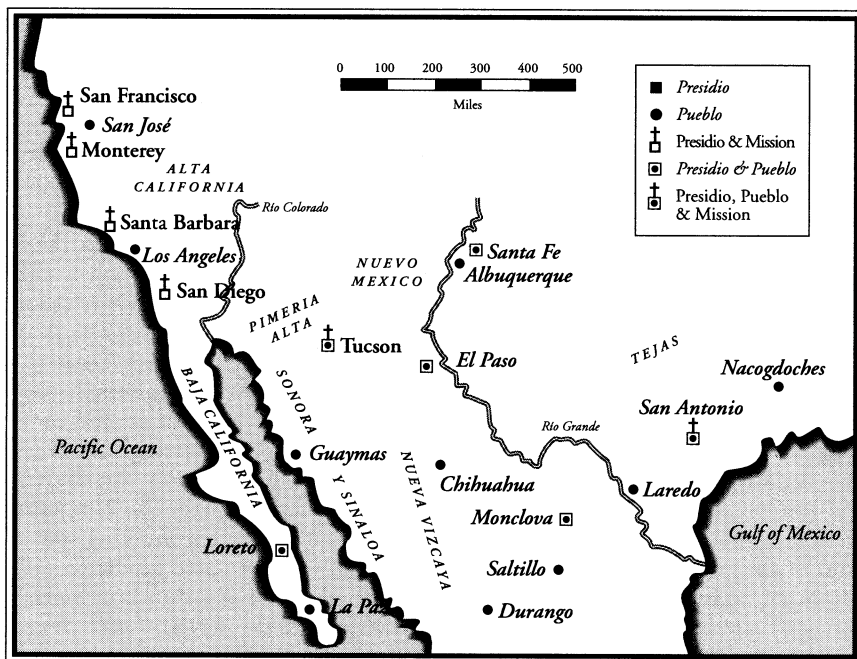 0 100 200 300 400 500
Miles
Presidio
Pueblo
Presidio & Mission
Presidio & Pueblo
Presidio, Pueblo
& Mission
San Francisco
San José
Monterey
ALTA
CALIFORNIA
Río Colorado
Santa Barbara
Los Angeles
San Diego
NUEVO
MEXICO
Santa Fe
Albuquerque
PIMERIA
ALTA
Tucson
El Paso
TEJAS
Nacogdoches
San Antonio
BAJA CALIFORNIA
SONORA
Y SINALOA
Pacific Ocean
Guaymas
Río Grande
NUEVA VIZCAYA
Chihuahua
Laredo
Monclova
Gulf of Mexico
Loreto
Saltillo
La Paz
Durango